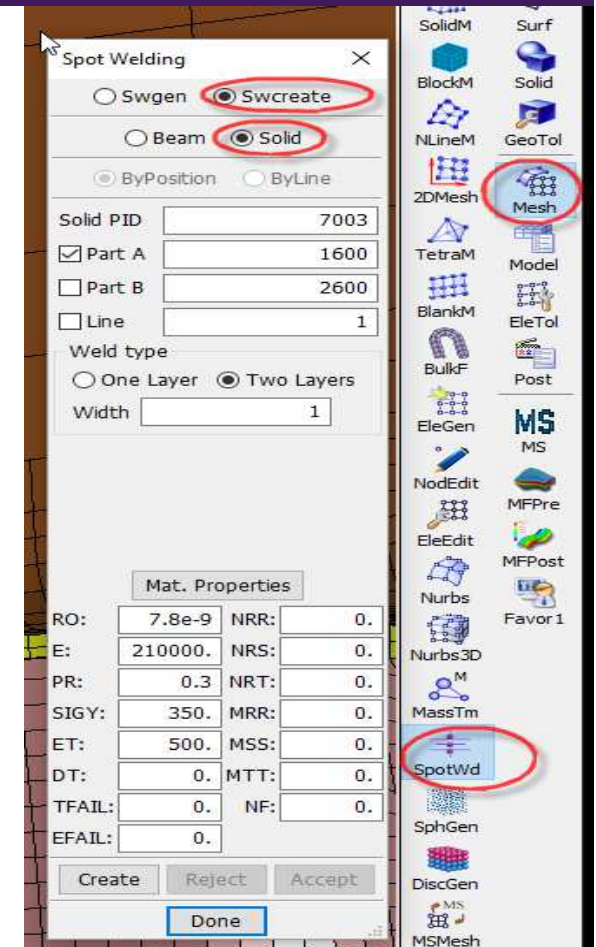 Spot Welding
Swgen Swcreate
Beam Solid
ByPosition ByLine
Solid PID 7003
Part A 1600
Part B 2600
Line 1
Weld type
One Layer Two Layers
Width 1
Mat. Properties
RO: 7.8e-9 NRR: 0.
E: 210000. NRS: 0.
PR: 0.3 NRT: 0.
SIGY: 350. MRR: 0.
ET: 500. MSS: 0.
DT: 0. MTT: 0.
TFAIL: 0. NF: 0.
EFAIL: 0.
Create Reject Accept
Done
SolidM
BlockM
NLineM
2DMesh
TetraM
BlankM
BulkF
EleGen
NodEdit
EleEdit
Nurbs
Nurbs3D
M
MassTm
SpotWd
SphGen
DiscGen
MS
MSMesh
Surf
Solid
GeoTol
Mesh
Model
EleTol
Post
MS
MS
MFPre
MFPost
Favor1